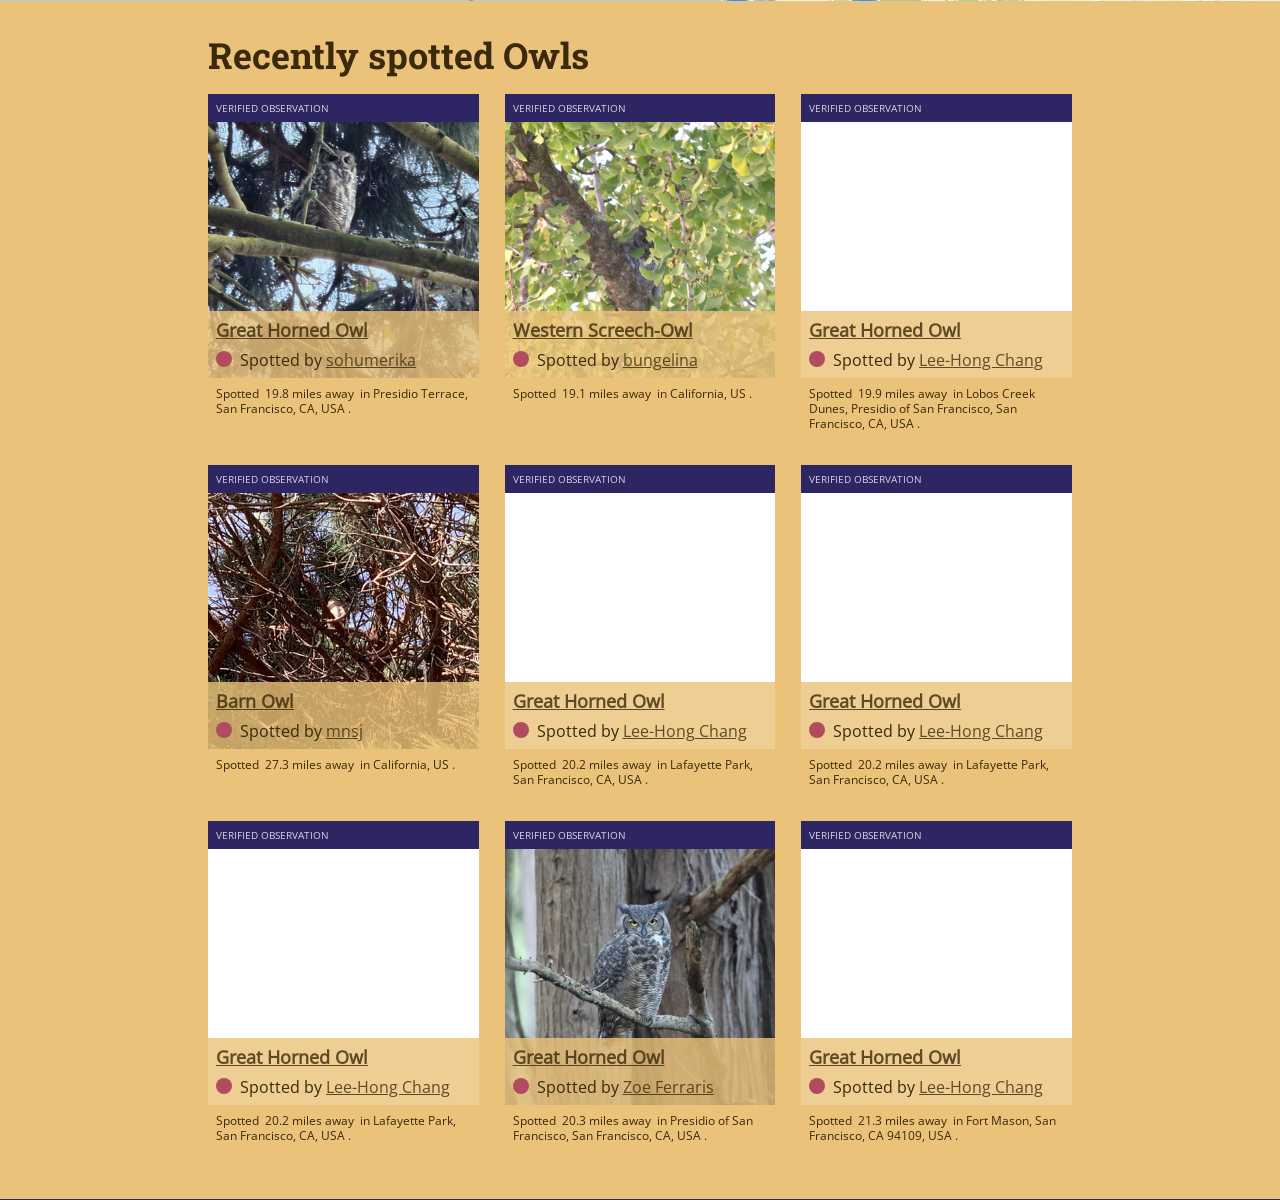 Recently spotted Owls
VERIFIED OBSERVATION
Great Horned Owl
Spotted by sohumerika
Spotted 19.8 miles away in Presidio Terrace,
San Francisco, CA, USA .
VERIFIED OBSERVATION
Western Screech-Owl
Spotted by bungelina
Spotted 19.1 miles away in California, US .
VERIFIED OBSERVATION
Great Horned Owl
Spotted by Lee-Hong Chang
Spotted 19.9 miles away in Lobos Creek
Dunes, Presidio of San Francisco, San
Francisco, CA, USA .
VERIFIED OBSERVATION
Barn Owl
Spotted by mnsj
Spotted 27.3 miles away in California, US .
VERIFIED OBSERVATION
Great Horned Owl
Spotted by Lee-Hong Chang
Spotted 20.2 miles away in Lafayette Park,
San Francisco, CA, USA .
VERIFIED OBSERVATION
Great Horned Owl
Spotted by Lee-Hong Chang
Spotted 20.2 miles away in Lafayette Park,
San Francisco, CA, USA .
VERIFIED OBSERVATION
Great Horned Owl
Spotted by Lee-Hong Chang
Spotted 20.2 miles away in Lafayette Park,
San Francisco, CA, USA .
VERIFIED OBSERVATION
Great Horned Owl
Spotted by Zoe Ferraris
Spotted 20.3 miles away in Presidio of San
Francisco, San Francisco, CA, USA .
VERIFIED OBSERVATION
Great Horned Owl
Spotted by Lee-Hong Chang
Spotted 21.3 miles away in Fort Mason, San
Francisco, CA 94109, USA .